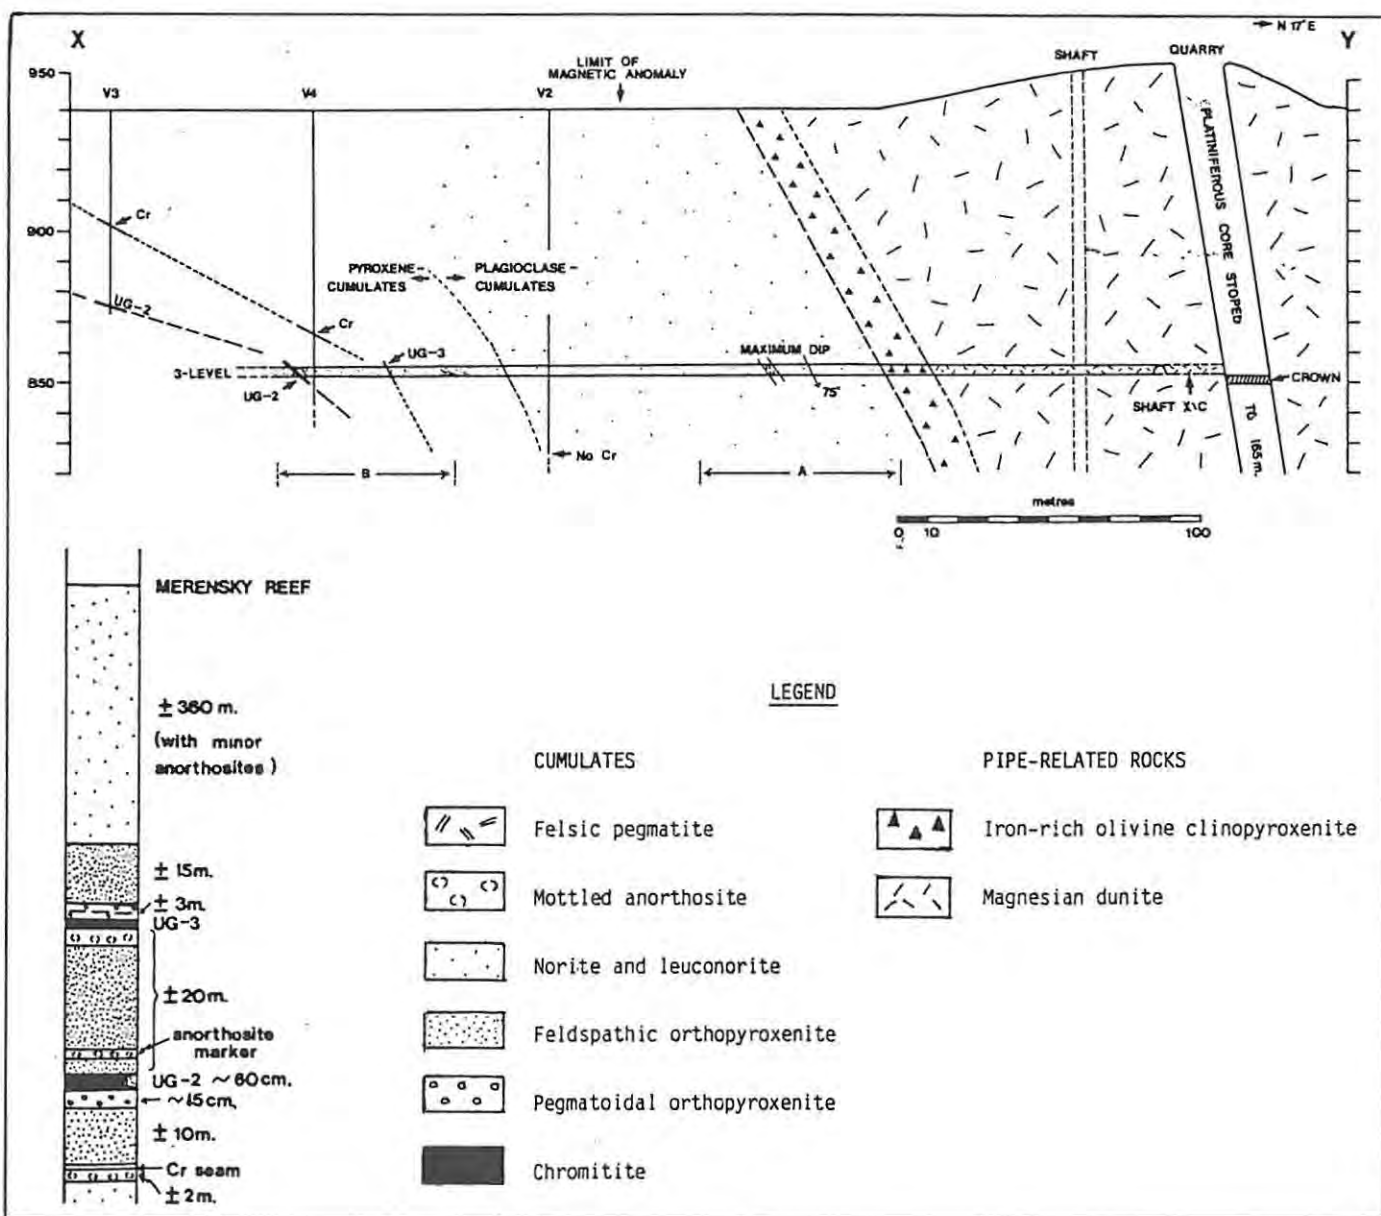 X
→ N 17°E
Y
SHAFT
QUARRY
LIMIT OF
MAGNETIC ANOMALY
950
V3
V4
V2
PLATINIFEROUS CORE STOPED
Cr
900
PYROXENE-
CUMULATES
PLAGIOCLASE-
CUMULATES
UG-2
Cr
UG-3
MAXIMUM DIP
3-LEVEL
850
UG-2
75°
SHAFT X\C
CROWN
TO 165m.
No Cr
B
A
metres
0 10 100
MERENSKY REEF
± 360 m.
(with minor
anorthosites)
± 15m.
± 3m.
UG-3
± 20m.
anorthosite
marker
UG-2 ~ 60cm.
~ 15cm.
± 10m.
Cr seam
± 2m.
LEGEND
CUMULATES
PIPE-RELATED ROCKS
Felsic pegmatite
Iron-rich olivine clinopyroxenite
Mottled anorthosite
Magnesian dunite
Norite and leuconorite
Feldspathic orthopyroxenite
Pegmatoidal orthopyroxenite
Chromitite